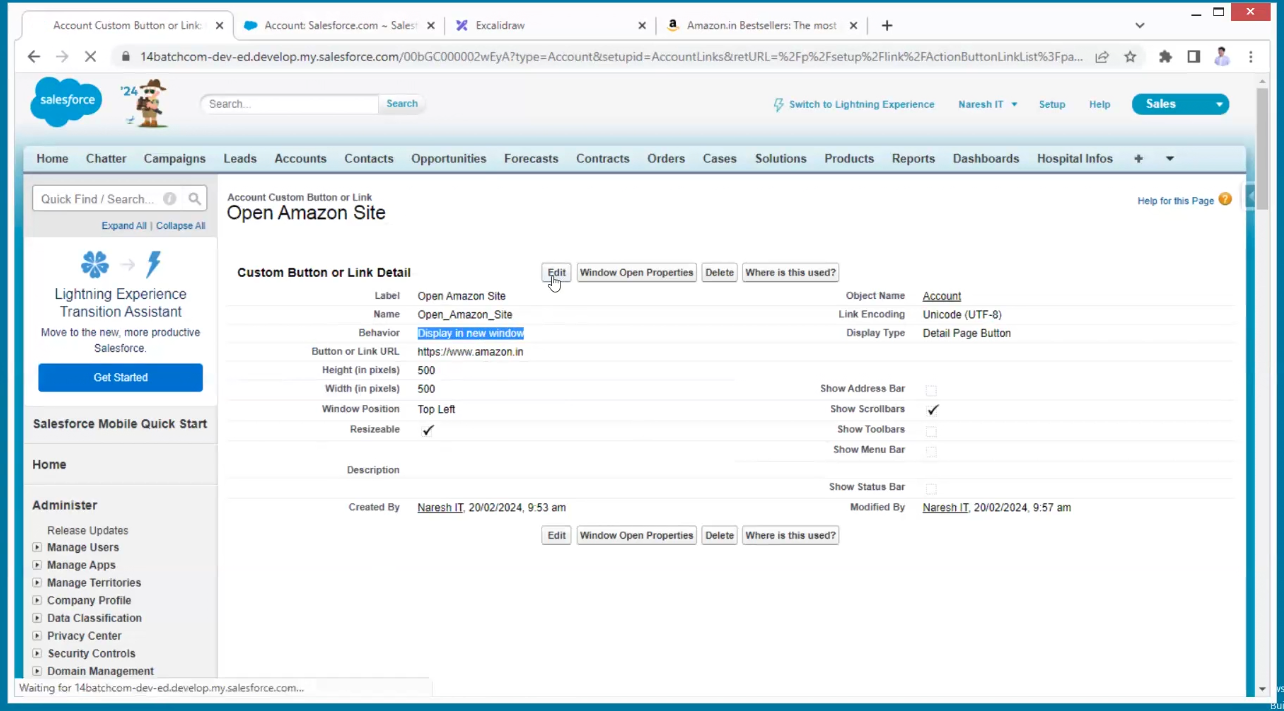 Account Custom Button or Link:
Account: Salesforce.com ~ Sales
Excalidraw
Amazon.in Bestsellers: The most
14batchcom-dev-ed.develop.my.salesforce.com/00bGC000002wEyA?type=Account&setupid=AccountLinks&retURL=%2Fp%2Fsetup%2Flink%2FActionButtonLinkList%3Fpa...
salesforce
'24
Search...
Search
Switch to Lightning Experience
Naresh IT
Setup
Help
Sales
Home Chatter Campaigns Leads Accounts Contacts Opportunities Forecasts Contracts Orders Cases Solutions Products Reports Dashboards Hospital Infos +
Quick Find / Search...
Expand All | Collapse All
Lightning Experience
Transition Assistant
Move to the new, more productive
Salesforce.
Get Started
Salesforce Mobile Quick Start
Home
Administer
Release Updates
Manage Users
Manage Apps
Manage Territories
Company Profile
Data Classification
Privacy Center
Security Controls
Domain Management
Account Custom Button or Link
Open Amazon Site
Help for this Page
Custom Button or Link Detail
Edit Window Open Properties Delete Where is this used?
Label Open Amazon Site Object Name Account
Name Open_Amazon_Site Link Encoding Unicode (UTF-8)
Behavior Display in new window Display Type Detail Page Button
Button or Link URL https://www.amazon.in
Height (in pixels) 500
Width (in pixels) 500 Show Address Bar
Window Position Top Left Show Scrollbars
Resizeable Show Toolbars
Show Menu Bar
Description
Show Status Bar
Created By Naresh IT, 20/02/2024, 9:53 am Modified By Naresh IT, 20/02/2024, 9:57 am
Edit Window Open Properties Delete Where is this used?
Waiting for 14batchcom-dev-ed.develop.my.salesforce.com...